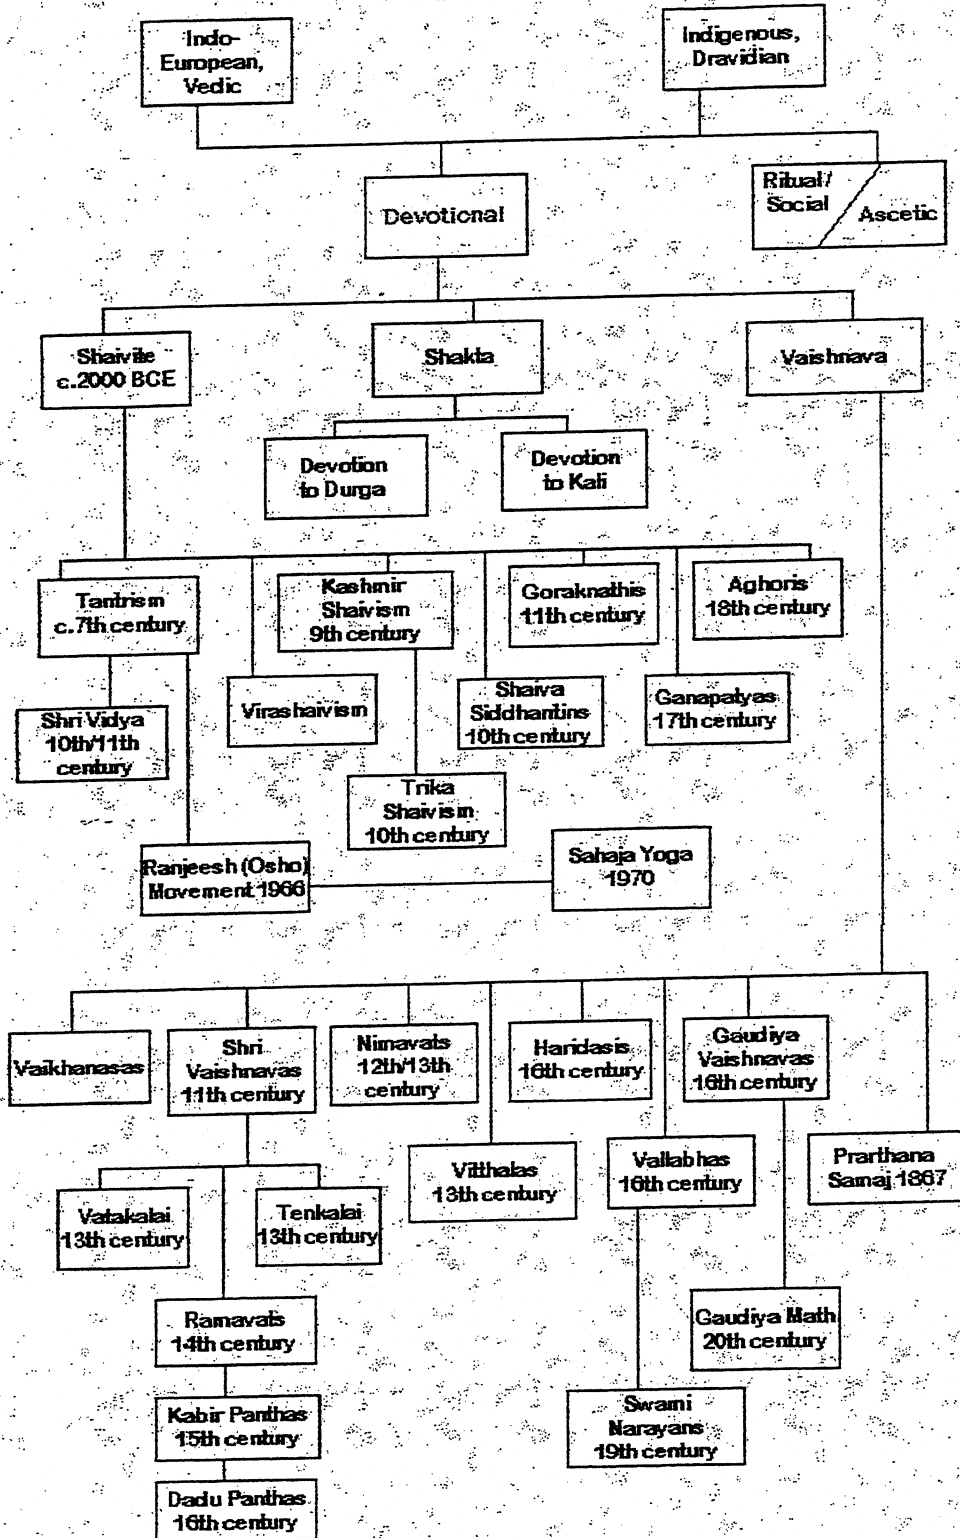 Indo-
European,
Vedic
Indigenous,
Dravidian
Devotional
Ritual/
Social
Ascetic
Shaivite
c.2000 BCE
Shakta
Vaishnava
Devotion
to Durga
Devotion
to Kali
Tantrism
c.7th century
Kashmir
Shaivism
9th century
Goraknathis
11th century
Aghoris
18th century
Shri Vidya
10th/11th
century
Virashaivism
Shaiva
Siddhantins
10th century
Ganapatyas
17th century
Trika
Shaivism
10th century
Ranjeesh (Osho)
Movement 1966
Sahaja Yoga
1970
Vaikhanasas
Shri
Vaishnavas
11th century
Nimavats
12th/13th
century
Haridasis
16th century
Gaudiya
Vaishnavas
16th century
Vitthalas
13th century
Vallabhas
16th century
Prarthana
Samaj 1867
Vatakalai
13th century
Tenkalai
13th century
Ramavats
14th century
Gaudiya Math
20th century
Kabir Panthas
15th century
Swami
Narayans
19th century
Dadu Panthas
16th century